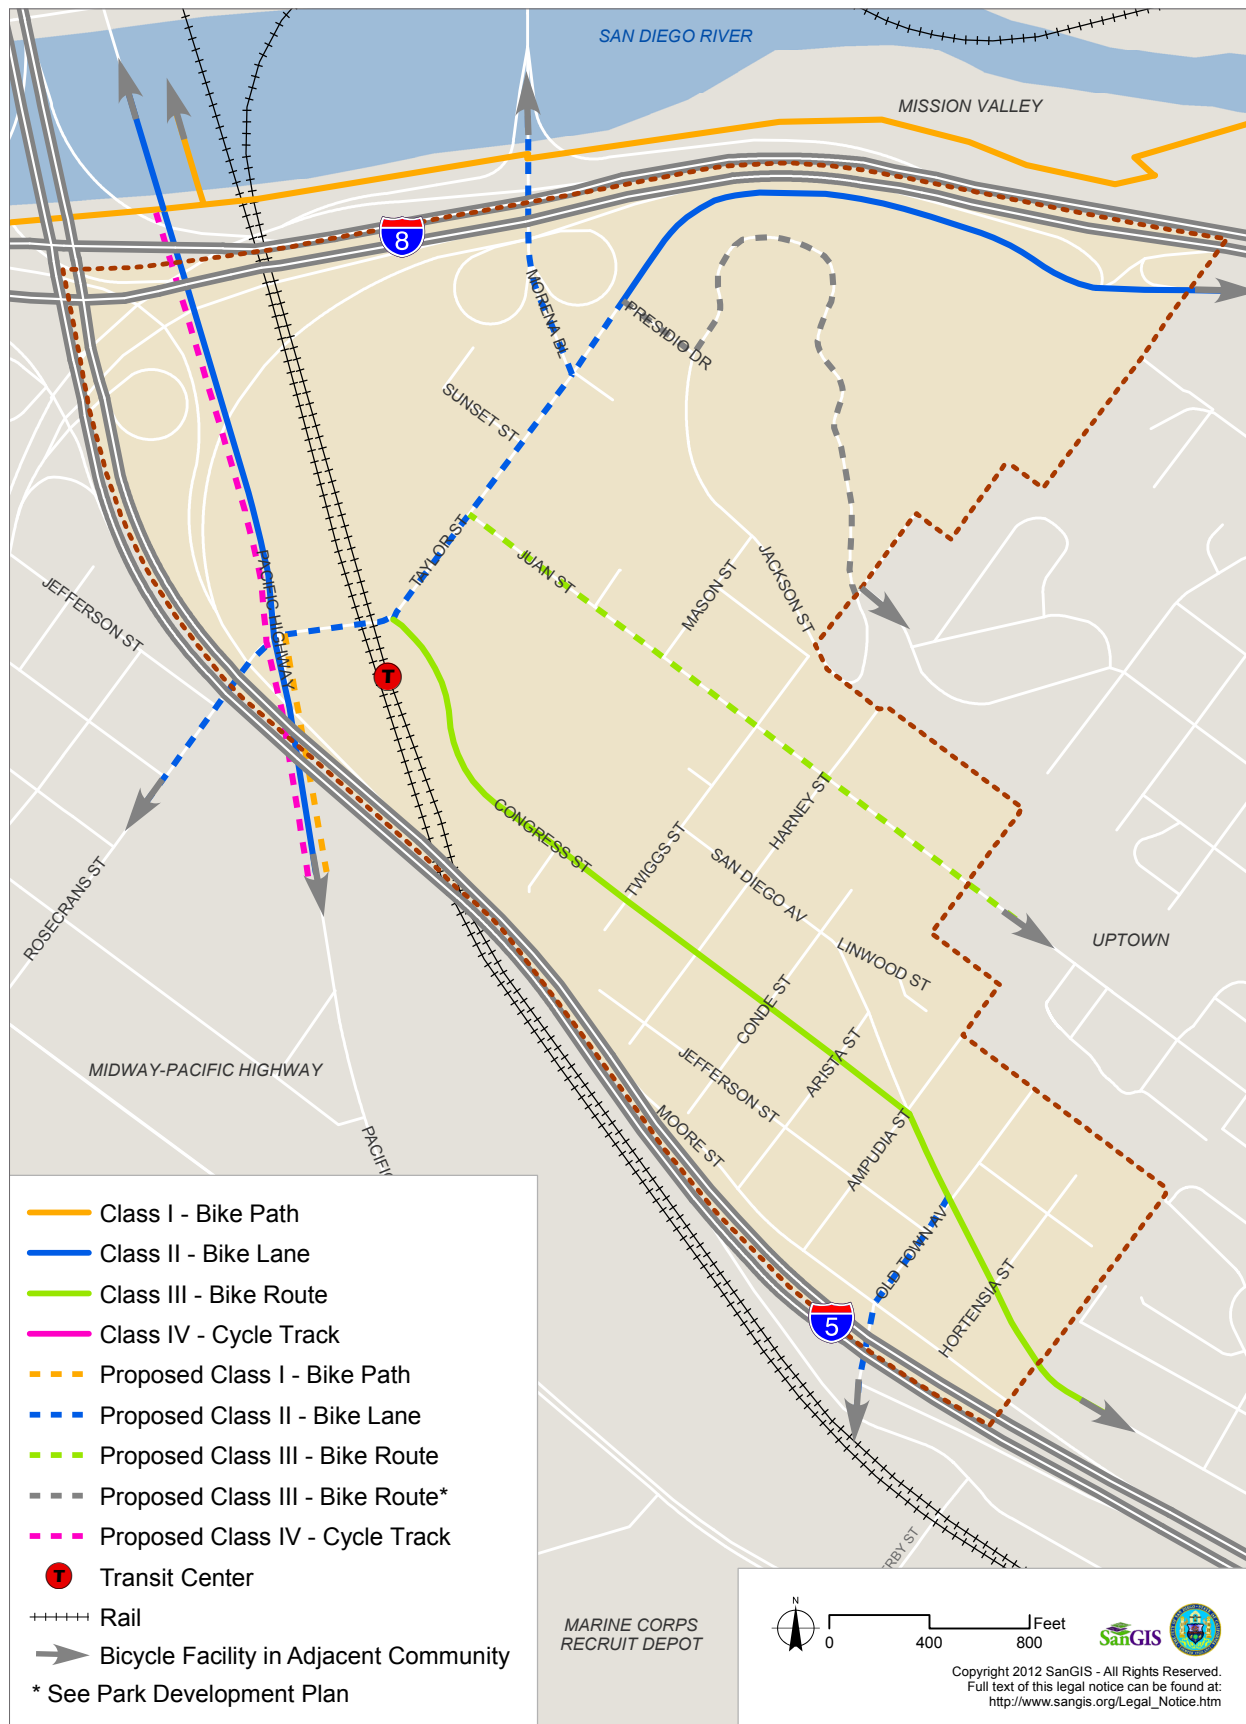 SAN DIEGO RIVER
MISSION VALLEY
8
MORENA BL
PRESIDIO DR
SUNSET ST
TAYLOR ST
JUAN ST
MASON ST
JACKSON ST
PACIFIC HIGHWAY
JEFFERSON ST
T
CONGRESS ST
TWIGGS ST
HARNEY ST
SAN DIEGO AV
LINWOOD ST
UPTOWN
ROSECRANS ST
CONDE ST
ARISTA ST
JEFFERSON ST
MOORE ST
AMPUDIA ST
MIDWAY-PACIFIC HIGHWAY
PACIFIC
OLD TOWN AV
HORTENSIA ST
5
ERBY ST
MARINE CORPS
RECRUIT DEPOT
Class I - Bike Path
Class II - Bike Lane
Class III - Bike Route
Class IV - Cycle Track
Proposed Class I - Bike Path
Proposed Class II - Bike Lane
Proposed Class III - Bike Route
Proposed Class III - Bike Route*
Proposed Class IV - Cycle Track
T Transit Center
Rail
Bicycle Facility in Adjacent Community
* See Park Development Plan
N
Feet
0 400 800
SanGIS
Copyright 2012 SanGIS - All Rights Reserved.
Full text of this legal notice can be found at:
http://www.sangis.org/Legal_Notice.htm